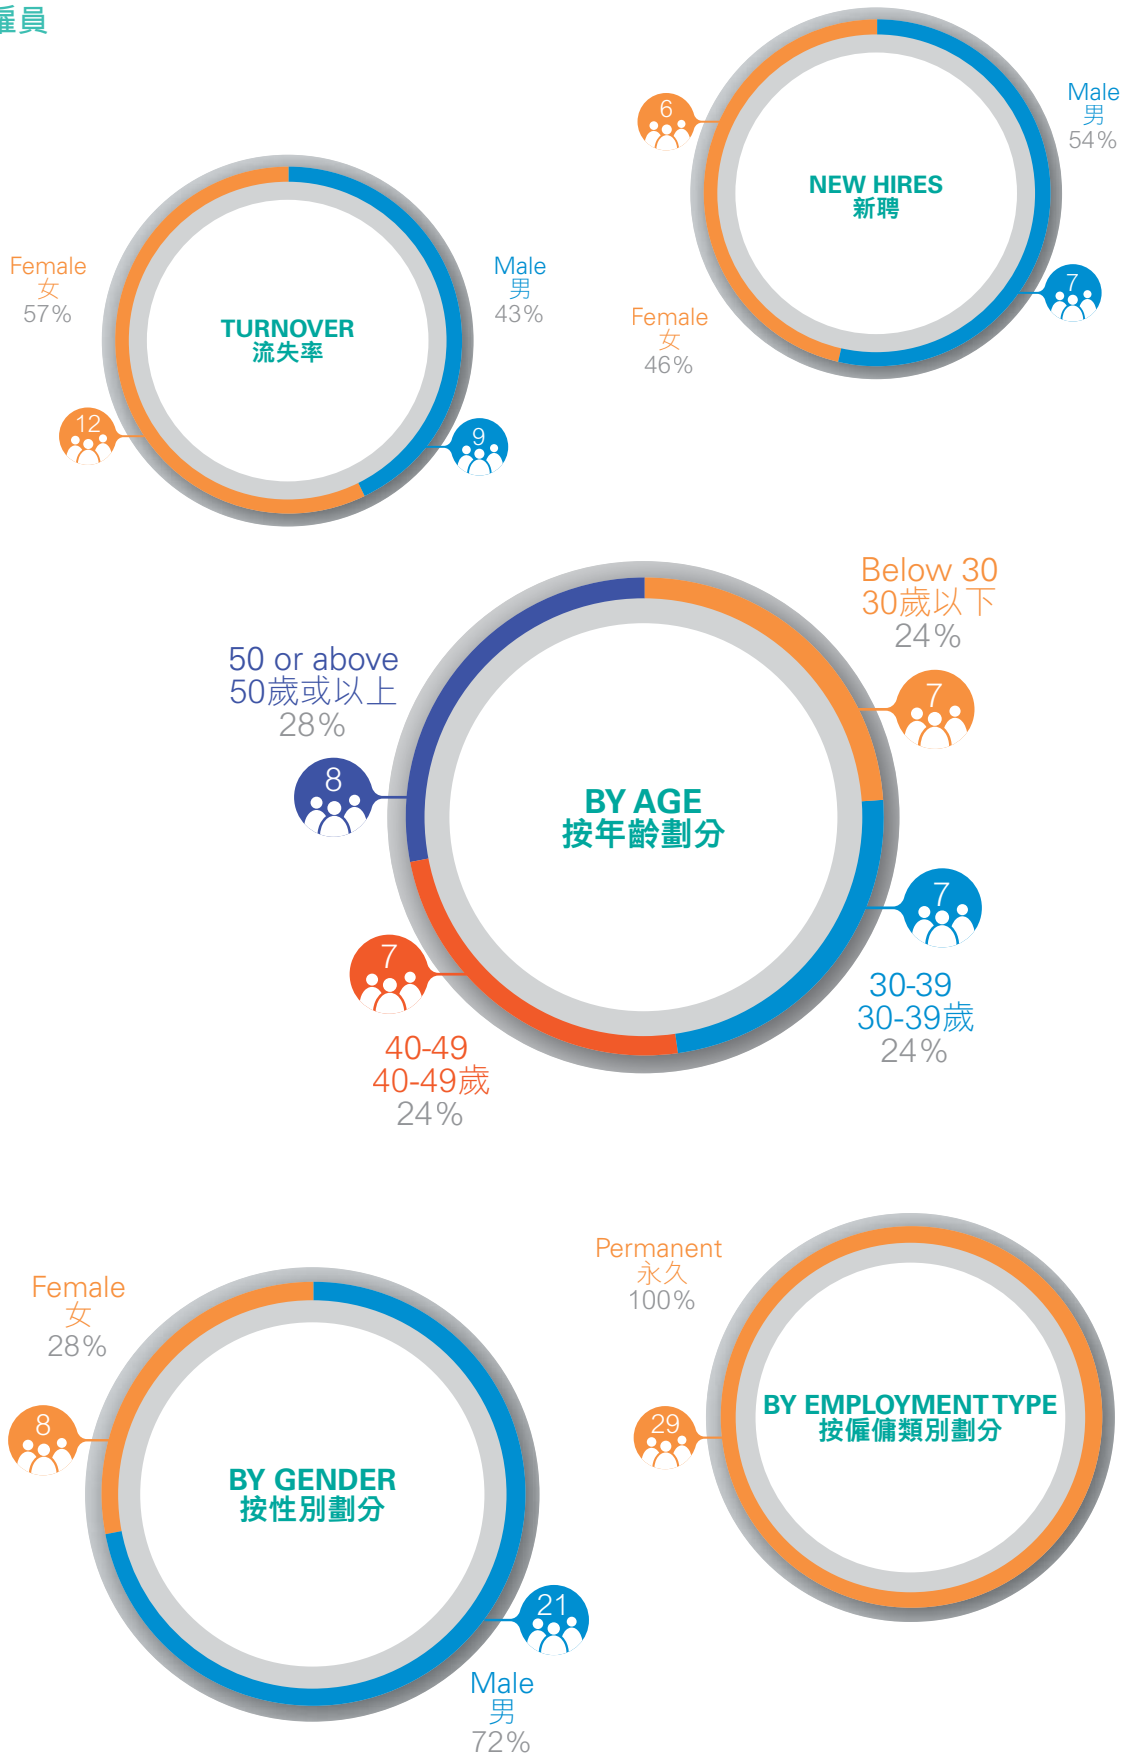 雇員
6
Male
男
54%
NEW HIRES
新聘
7
Female
女
46%
Female
女
57%
Male
男
43%
TURNOVER
流失率
12
9
Below 30
30歲以下
24%
7
50 or above
50歲或以上
28%
8
BY AGE
按年齡劃分
7
30-39
30-39歲
24%
7
40-49
40-49歲
24%
Permanent
永久
100%
29
BY EMPLOYMENT TYPE
按僱傭類別劃分
Female
女
28%
8
BY GENDER
按性別劃分
21
Male
男
72%